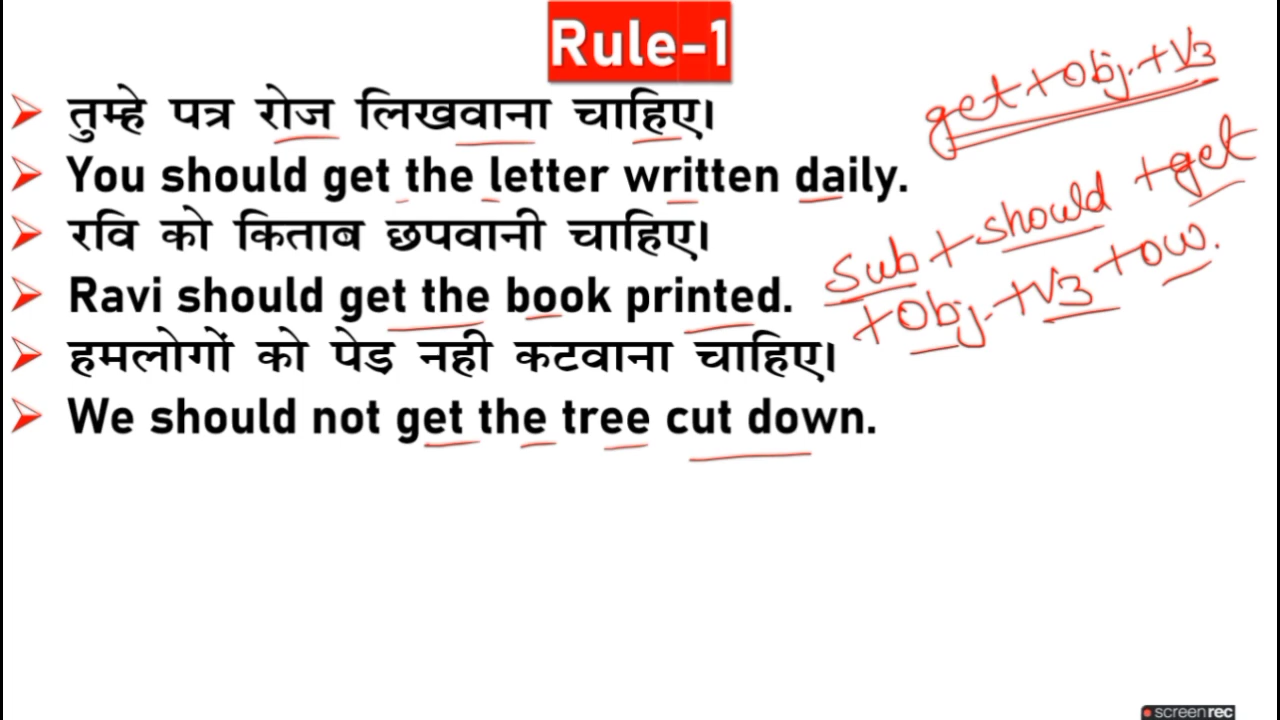 Rule-1
तुम्हे पत्र रोज लिखवाना चाहिए।
You should get the letter written daily.
रवि को किताब छपवानी चाहिए।
Ravi should get the book printed.
हमलोगों को पेड़ नही कटवाना चाहिए।
We should not get the tree cut down.
get+obj.+V3
Sub+should+get
+obj.+V3+ow.
screenrec